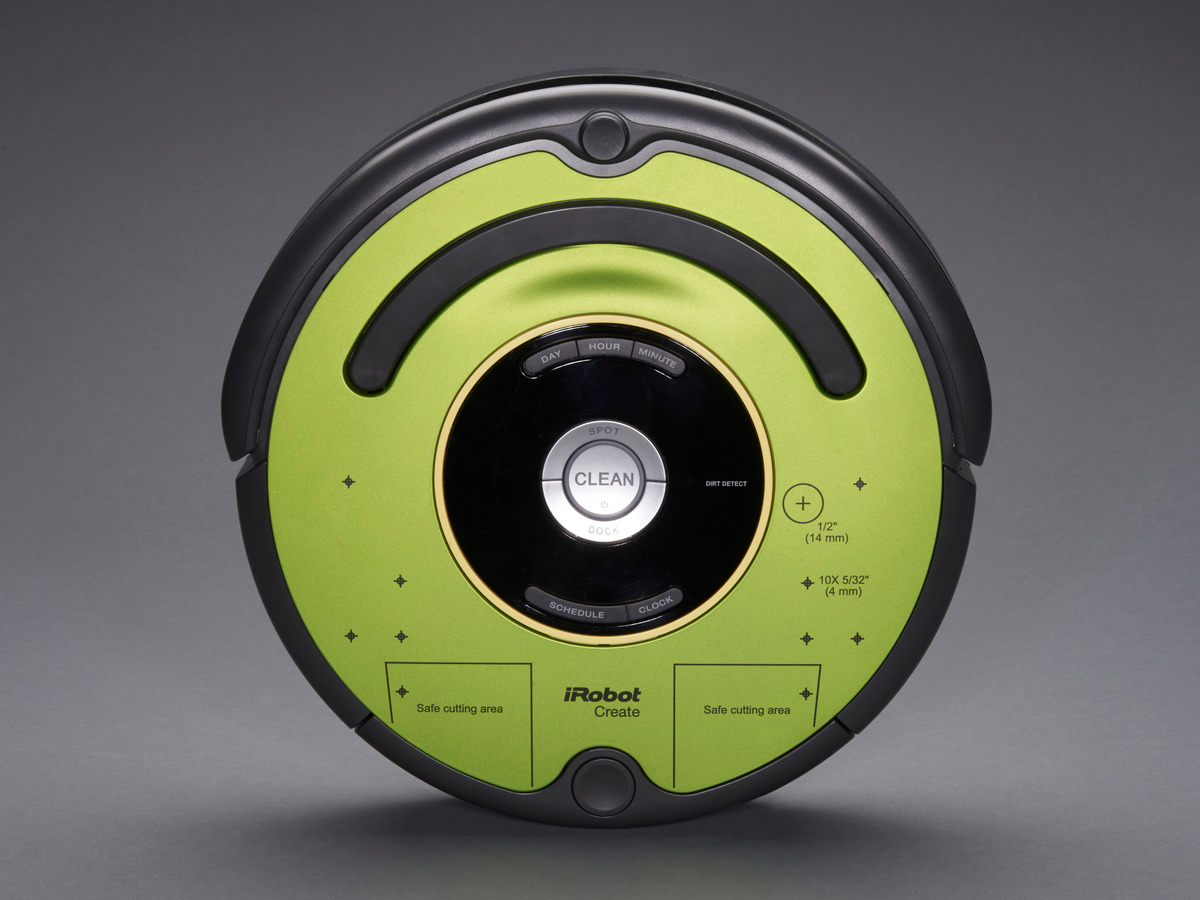 DAY HOUR MINUTE
SPOT
CLEAN
DIRT DETECT
DOCK
1/2"
(14 mm)
10X 5/32"
(4 mm)
SCHEDULE CLOCK
iRobot
Create
Safe cutting area
Safe cutting area